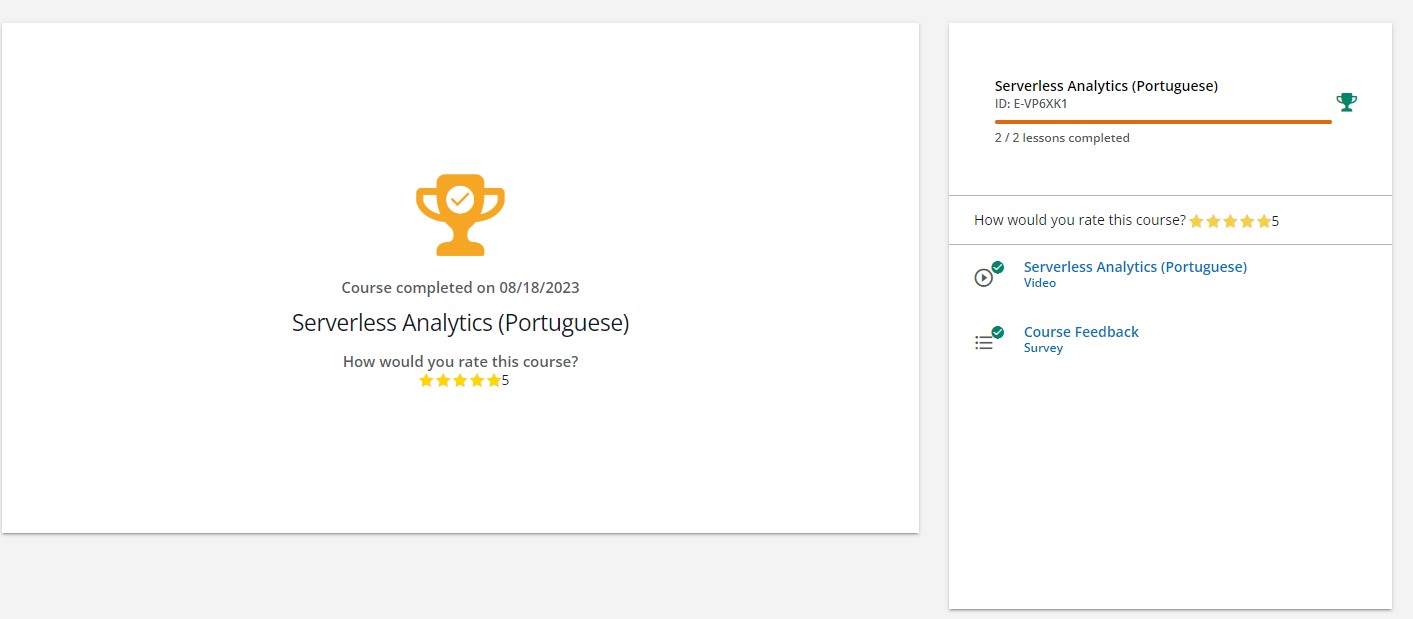 Course completed on 08/18/2023
Serverless Analytics (Portuguese)
How would you rate this course?
5
Serverless Analytics (Portuguese)
ID: E-VP6XK1
2 / 2 lessons completed
How would you rate this course? 5
Serverless Analytics (Portuguese)
Video
Course Feedback
Survey